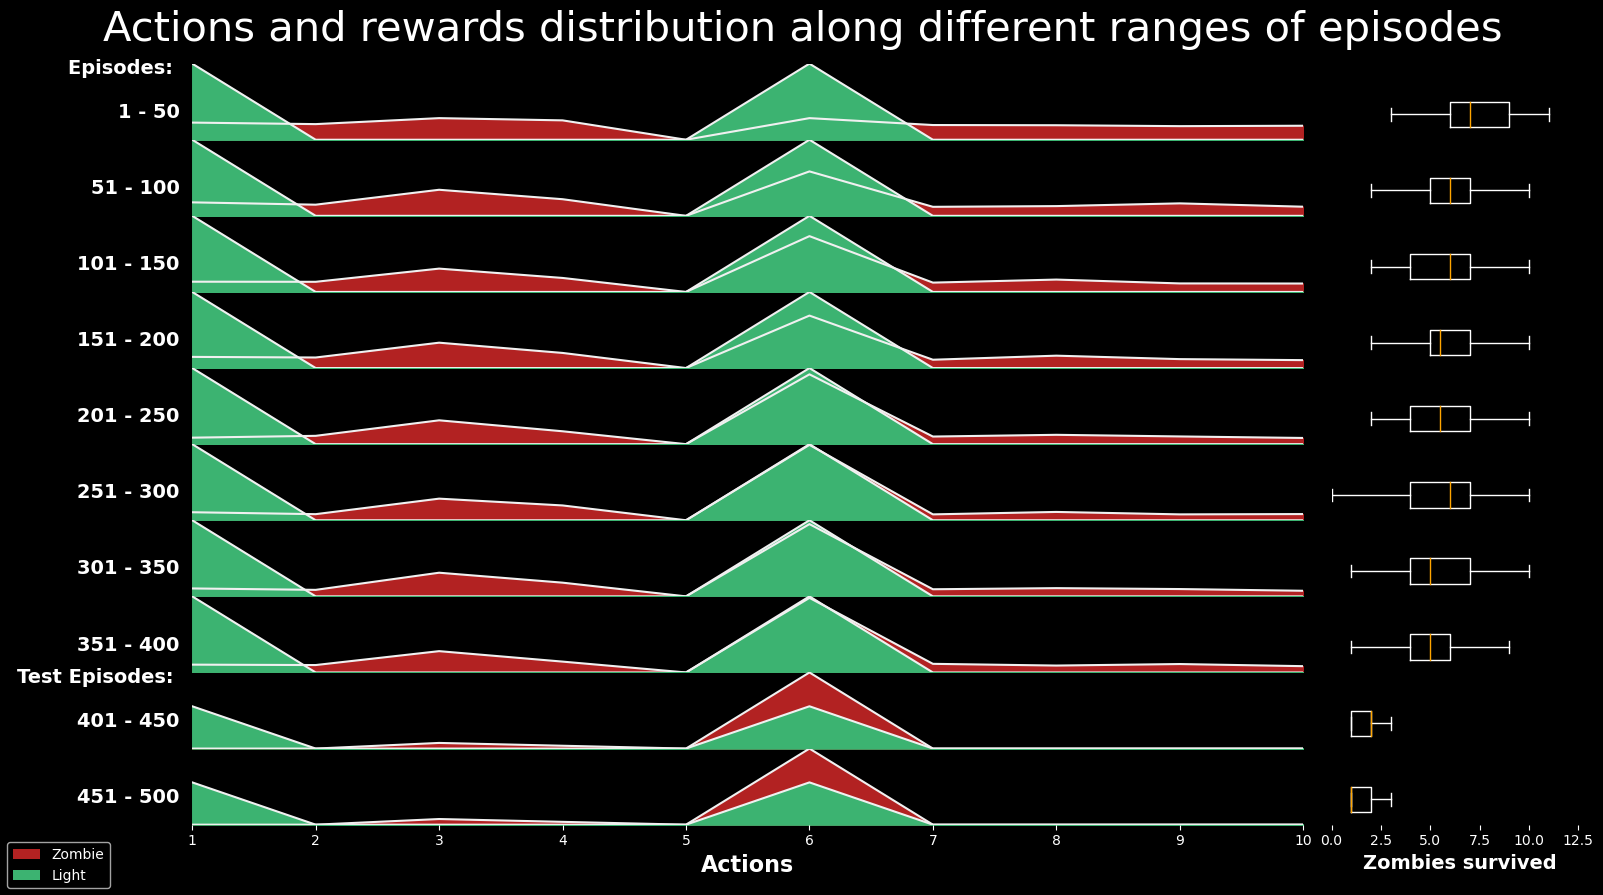 Actions and rewards distribution along different ranges of episodes
Episodes:
1 - 50
51 - 100
101 - 150
151 - 200
201 - 250
251 - 300
301 - 350
351 - 400
Test Episodes:
401 - 450
451 - 500
1 2 3 4 5 6 7 8 9 10
Actions
0.0 2.5 5.0 7.5 10.0 12.5
Zombies survived
Zombie
Light